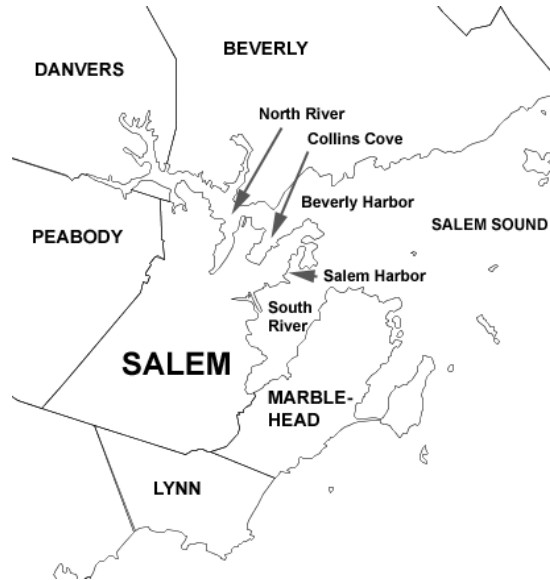 BEVERLY
DANVERS
North River
Collins Cove
Beverly Harbor
PEABODY
SALEM SOUND
Salem Harbor
South
River
SALEM
MARBLE-
HEAD
LYNN